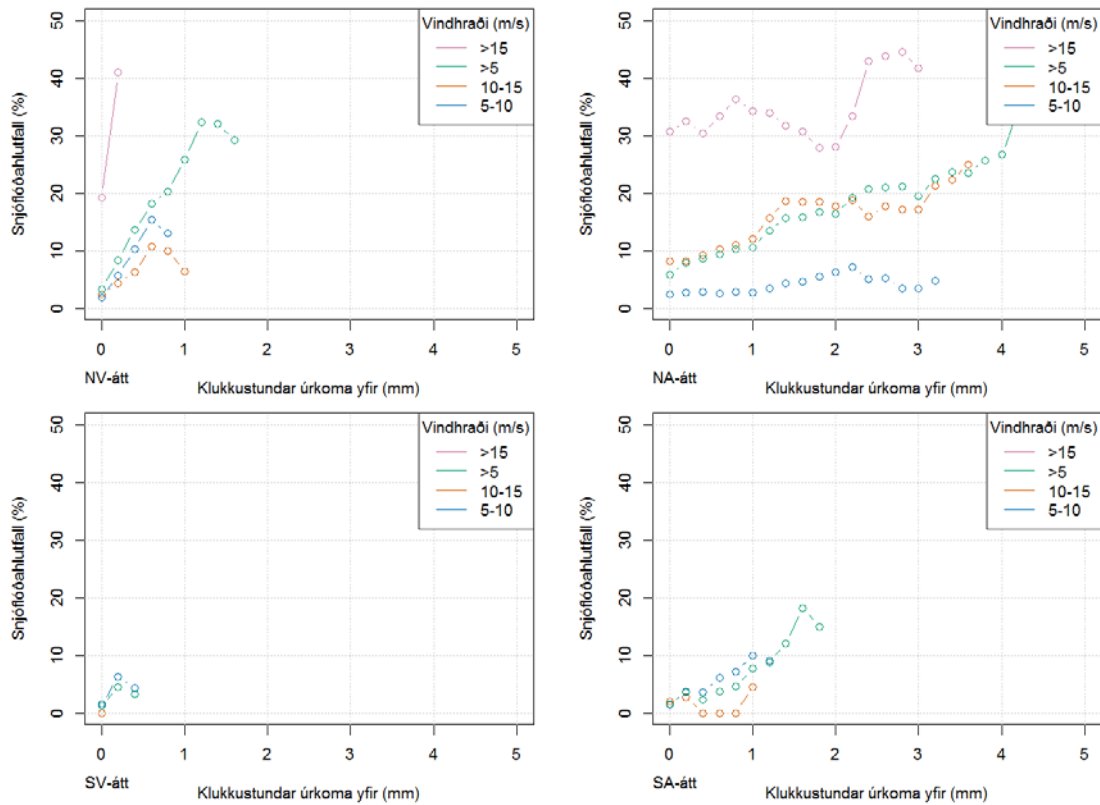 Vindhraði (m/s)
>15
>5
10-15
5-10
Snjóflóðahlutfall (%)
0
10
20
30
40
50
0 1 2 3 4 5
NV-átt
Klukkustundar úrkoma yfir (mm)
Vindhraði (m/s)
>15
>5
10-15
5-10
Snjóflóðahlutfall (%)
0
10
20
30
40
50
0 1 2 3 4 5
NA-átt
Klukkustundar úrkoma yfir (mm)
Vindhraði (m/s)
>15
>5
10-15
5-10
Snjóflóðahlutfall (%)
0
10
20
30
40
50
0 1 2 3 4 5
SV-átt
Klukkustundar úrkoma yfir (mm)
Vindhraði (m/s)
>15
>5
10-15
5-10
Snjóflóðahlutfall (%)
0
10
20
30
40
50
0 1 2 3 4 5
SA-átt
Klukkustundar úrkoma yfir (mm)